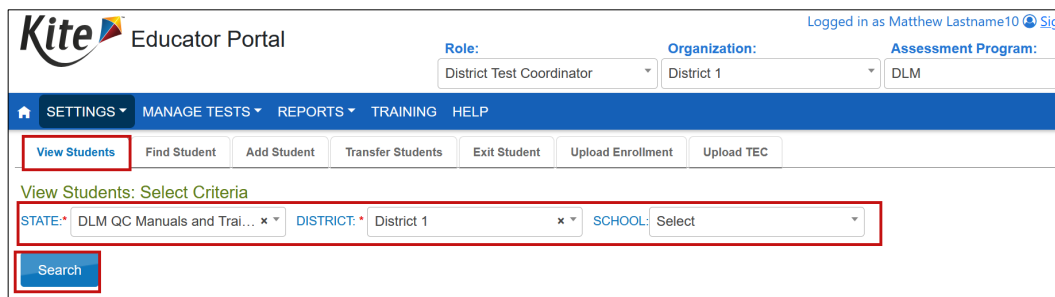 Logged in as Matthew Lastname10
Kite Educator Portal
Role: Organization: Assessment Program:
District Test Coordinator District 1 DLM
SETTINGS MANAGE TESTS REPORTS TRAINING HELP
View Students Find Student Add Student Transfer Students Exit Student Upload Enrollment Upload TEC
View Students: Select Criteria
STATE:* DLM QC Manuals and Trai... × DISTRICT: * District 1 × SCHOOL: Select
Search